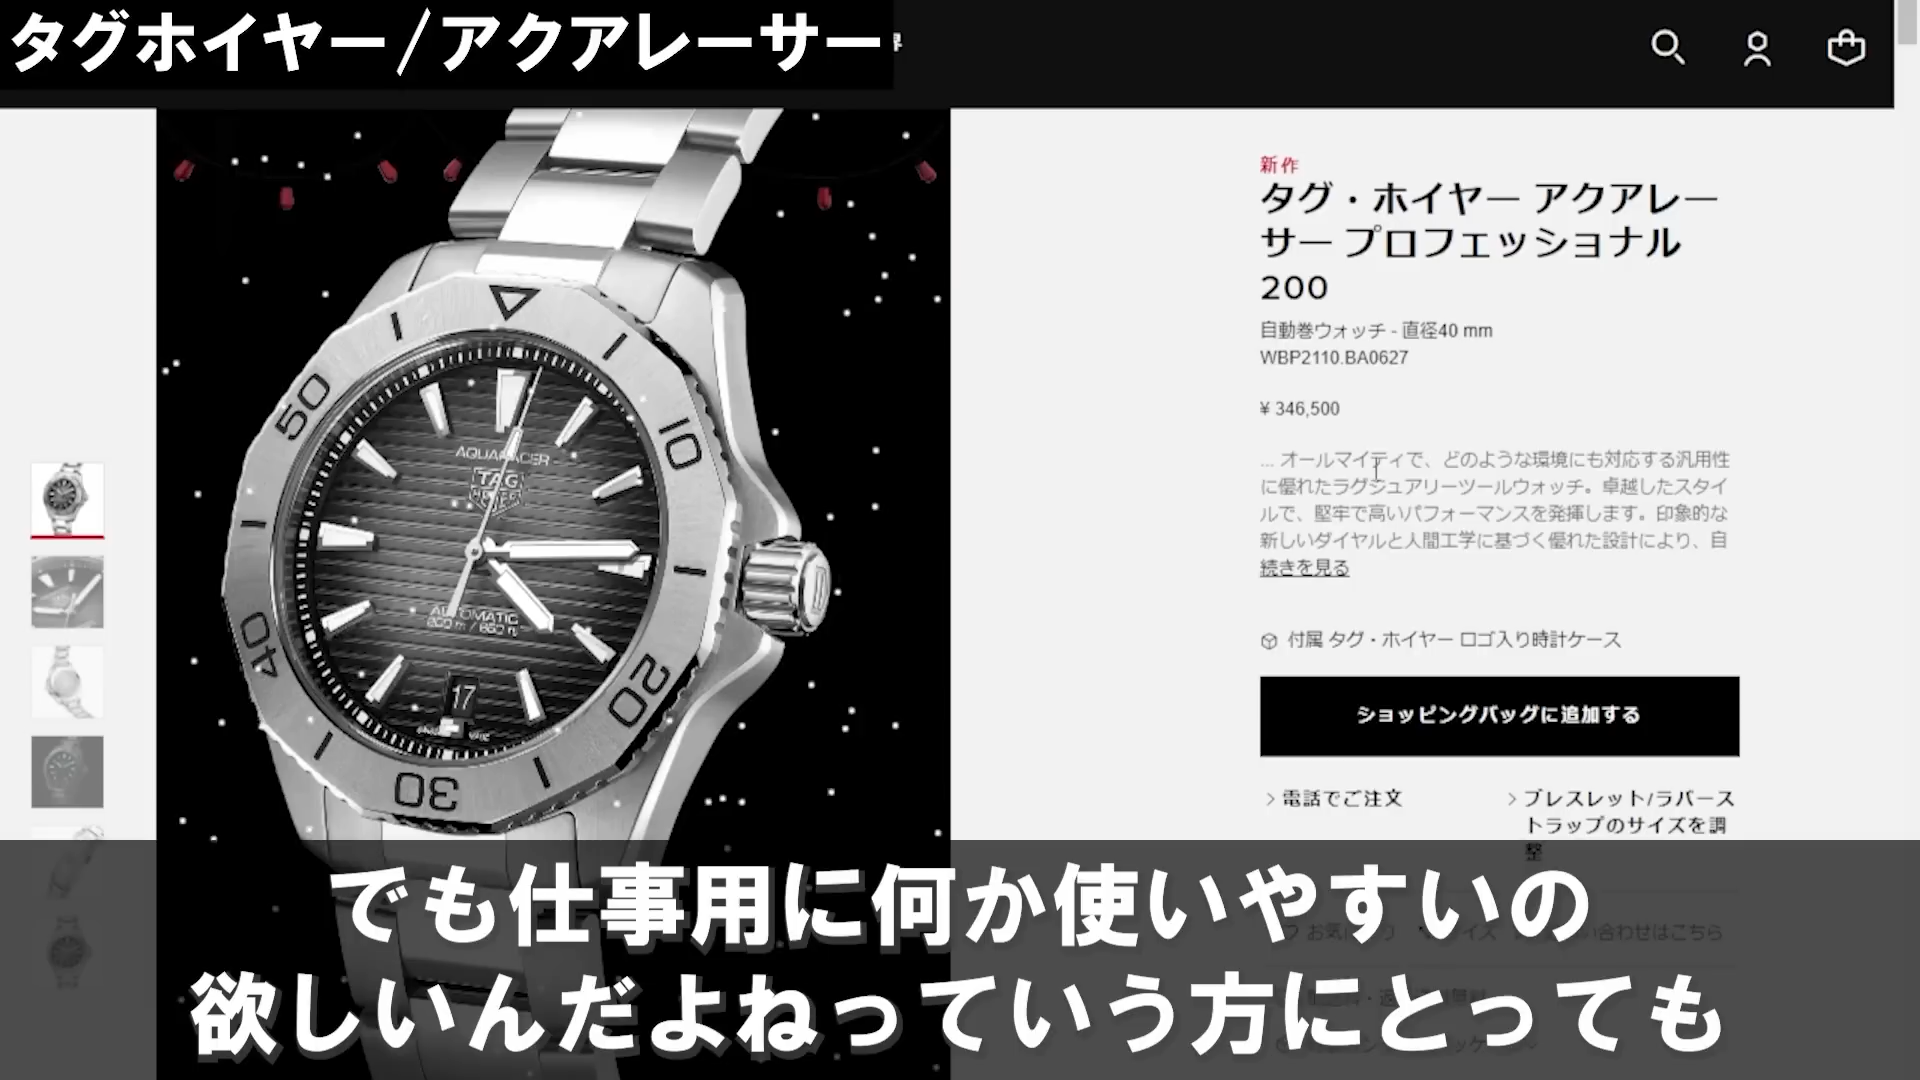 タグホイヤー/アクアレーサー
新作
タグ・ホイヤー アクアレー
サー プロフェッショナル
200
自動巻ウォッチ - 直径40 mm
WBP2110.BA0627
¥ 346,500
... オールマイティで、どのような環境にも対応する汎用性
に優れたラグジュアリーツールウォッチ。卓越したスタイ
ルで、堅牢で高いパフォーマンスを発揮します。印象的な
新しいダイヤルと人間工学に基づく優れた設計により、自
続きを見る
付属 タグ・ホイヤー ロゴ入り時計ケース
ショッピングバッグに追加する
電話でご注文
ブレスレット/ラバース
トラップのサイズを調
整
50
10
AQUARACER
TAG
HEUER
40
AUTOMATIC
200 m / 660 ft
20
17
30
でも仕事用に何か使いやすいの
欲しいんだよねっていう方にとっても